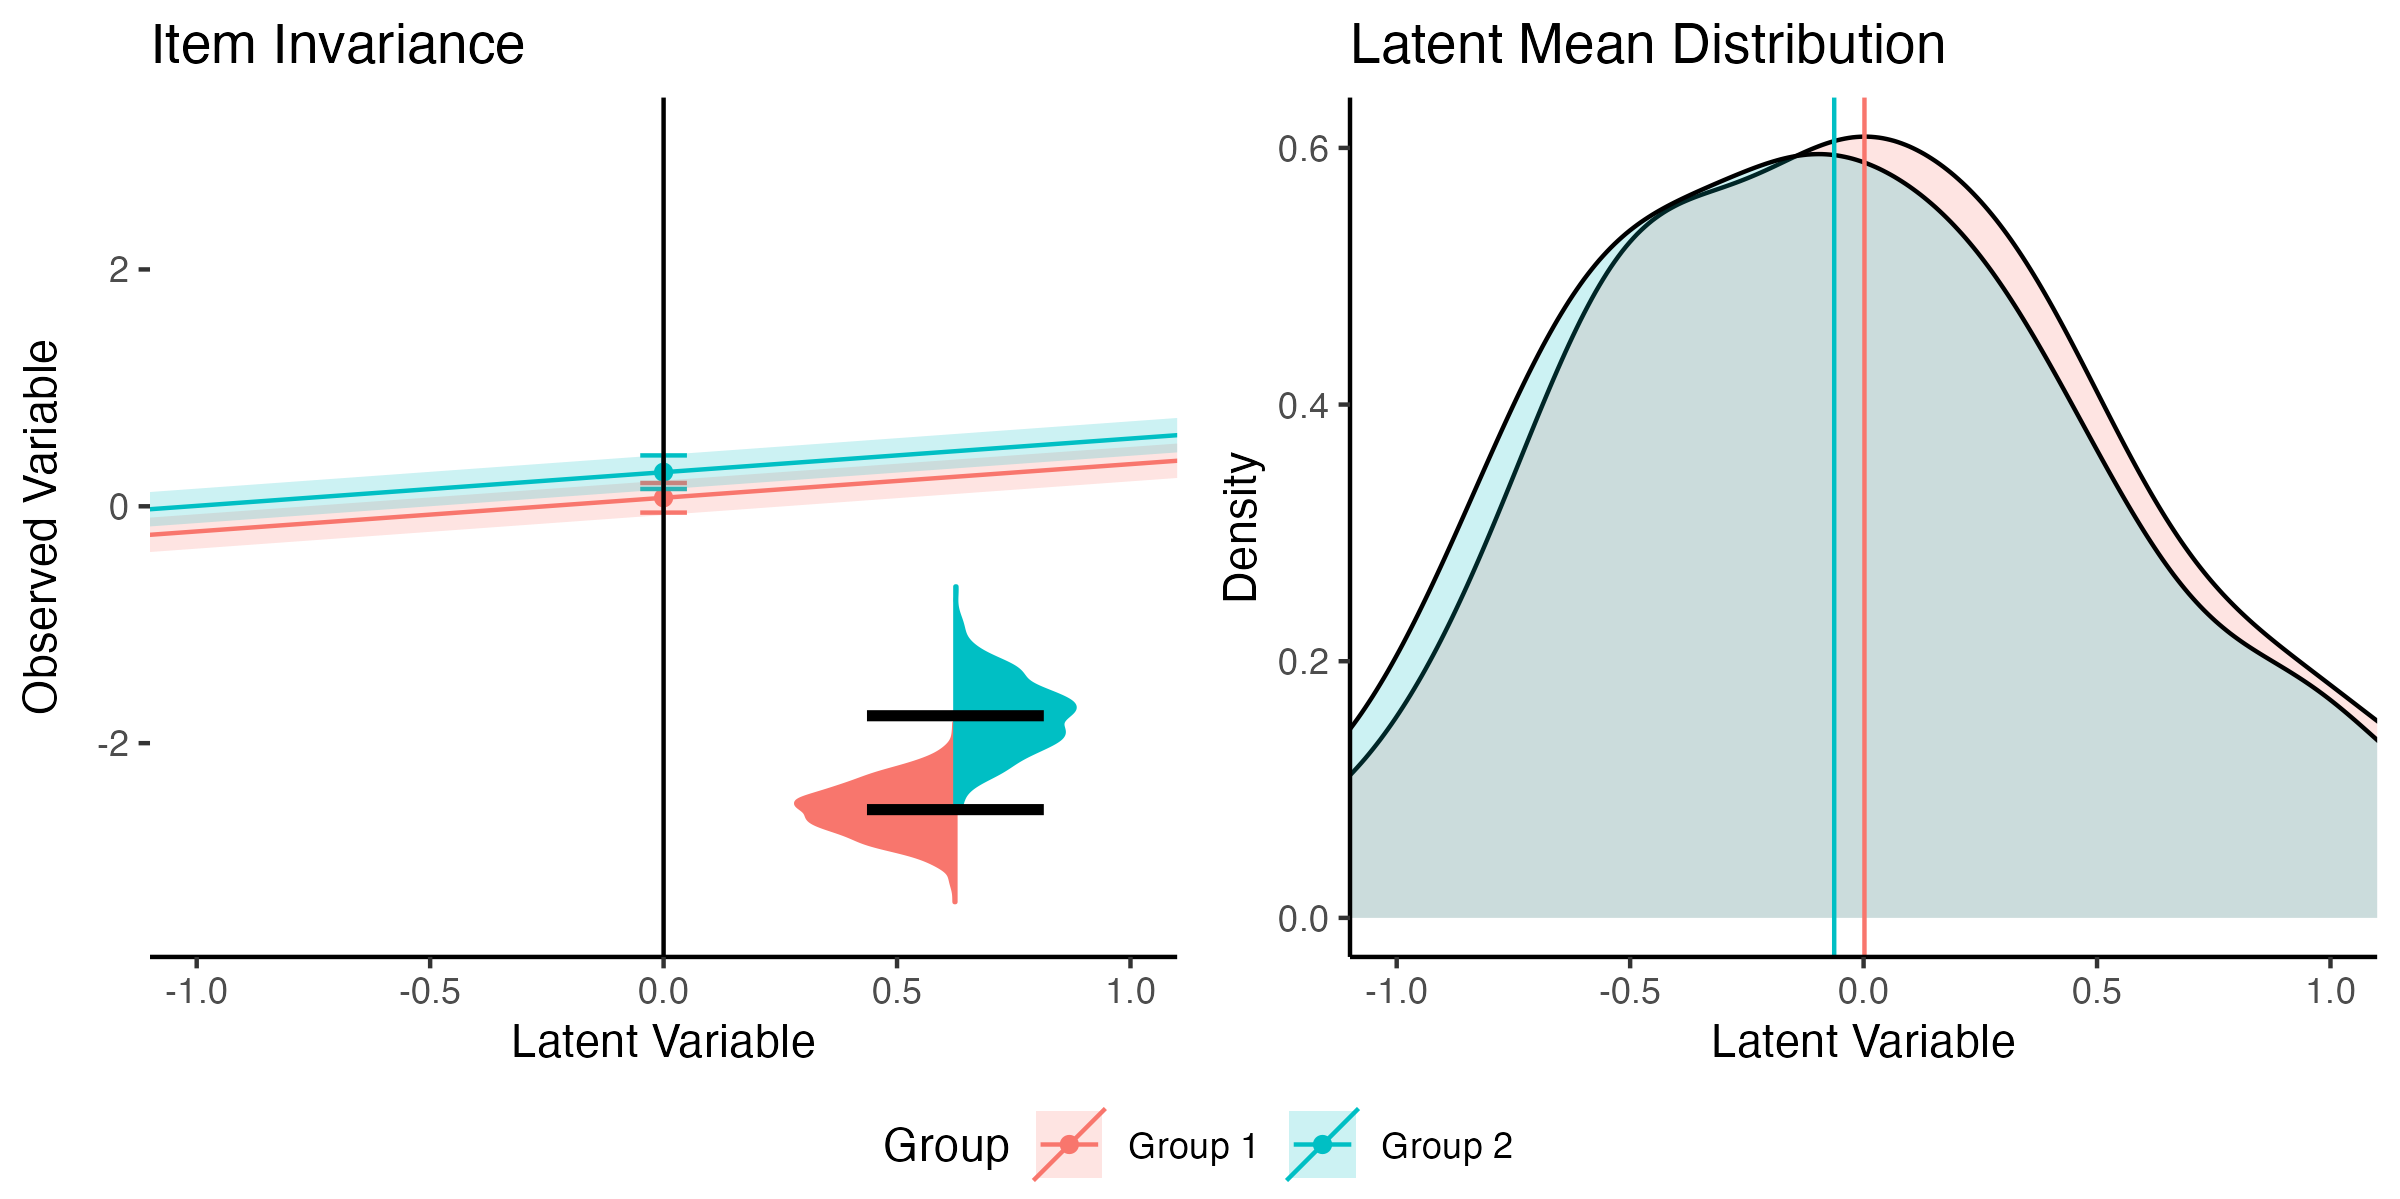 Item Invariance
Observed Variable
2
0
-2
-1.0 -0.5 0.0 0.5 1.0
Latent Variable
Latent Mean Distribution
Density
0.6
0.4
0.2
0.0
-1.0 -0.5 0.0 0.5 1.0
Latent Variable
Group Group 1 Group 2